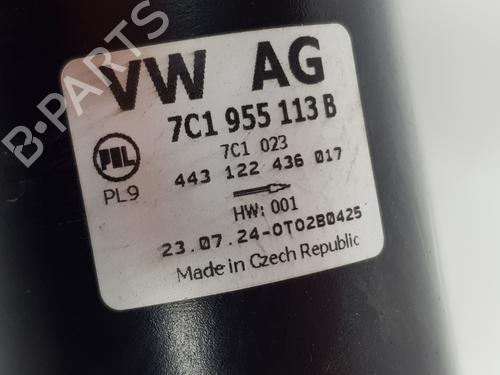 VW AG
7C1 955 113 B
7C1 023
443 122 436 017
PAL
PL9
HW: 001
23.07.24-0T02B0425
Made in Czech Republic
B-PARTS